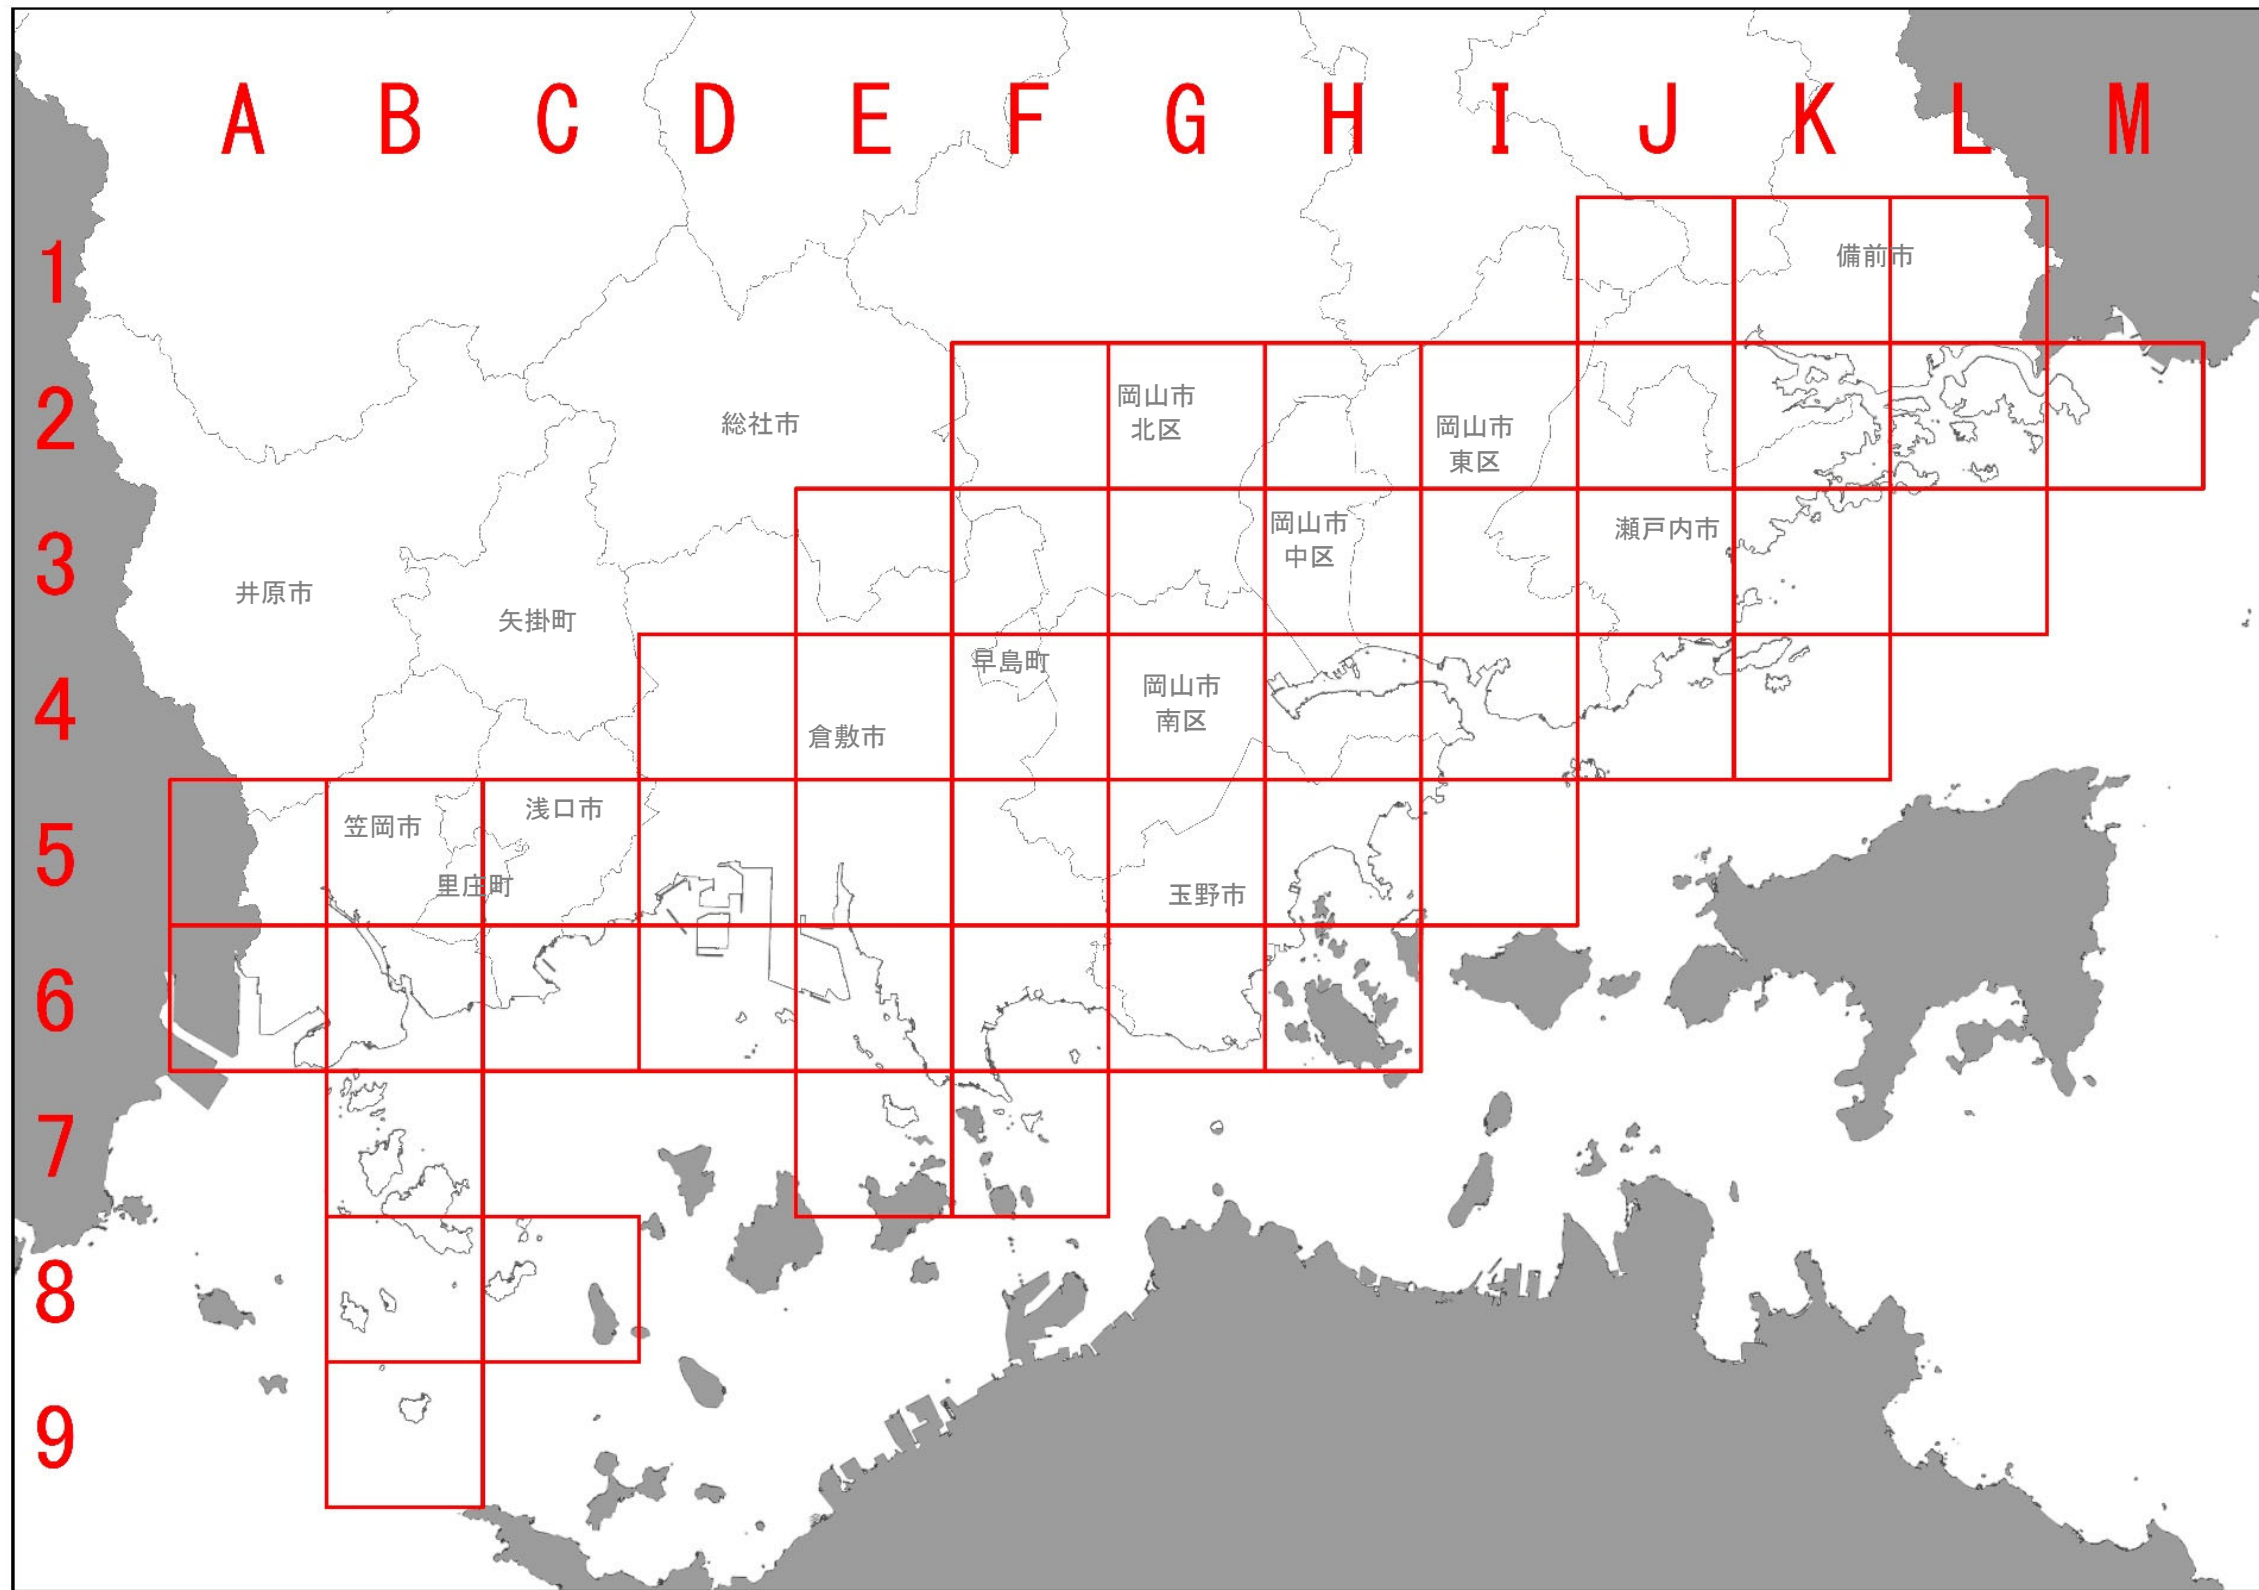 A B C D E F G H I J K L M
1
備前市
2
岡山市
北区
総社市
岡山市
東区
3
岡山市
中区
瀬戸内市
井原市
矢掛町
4
早島町
岡山市
南区
倉敷市
5
浅口市
笠岡市
里庄町
玉野市
6
7
8
9